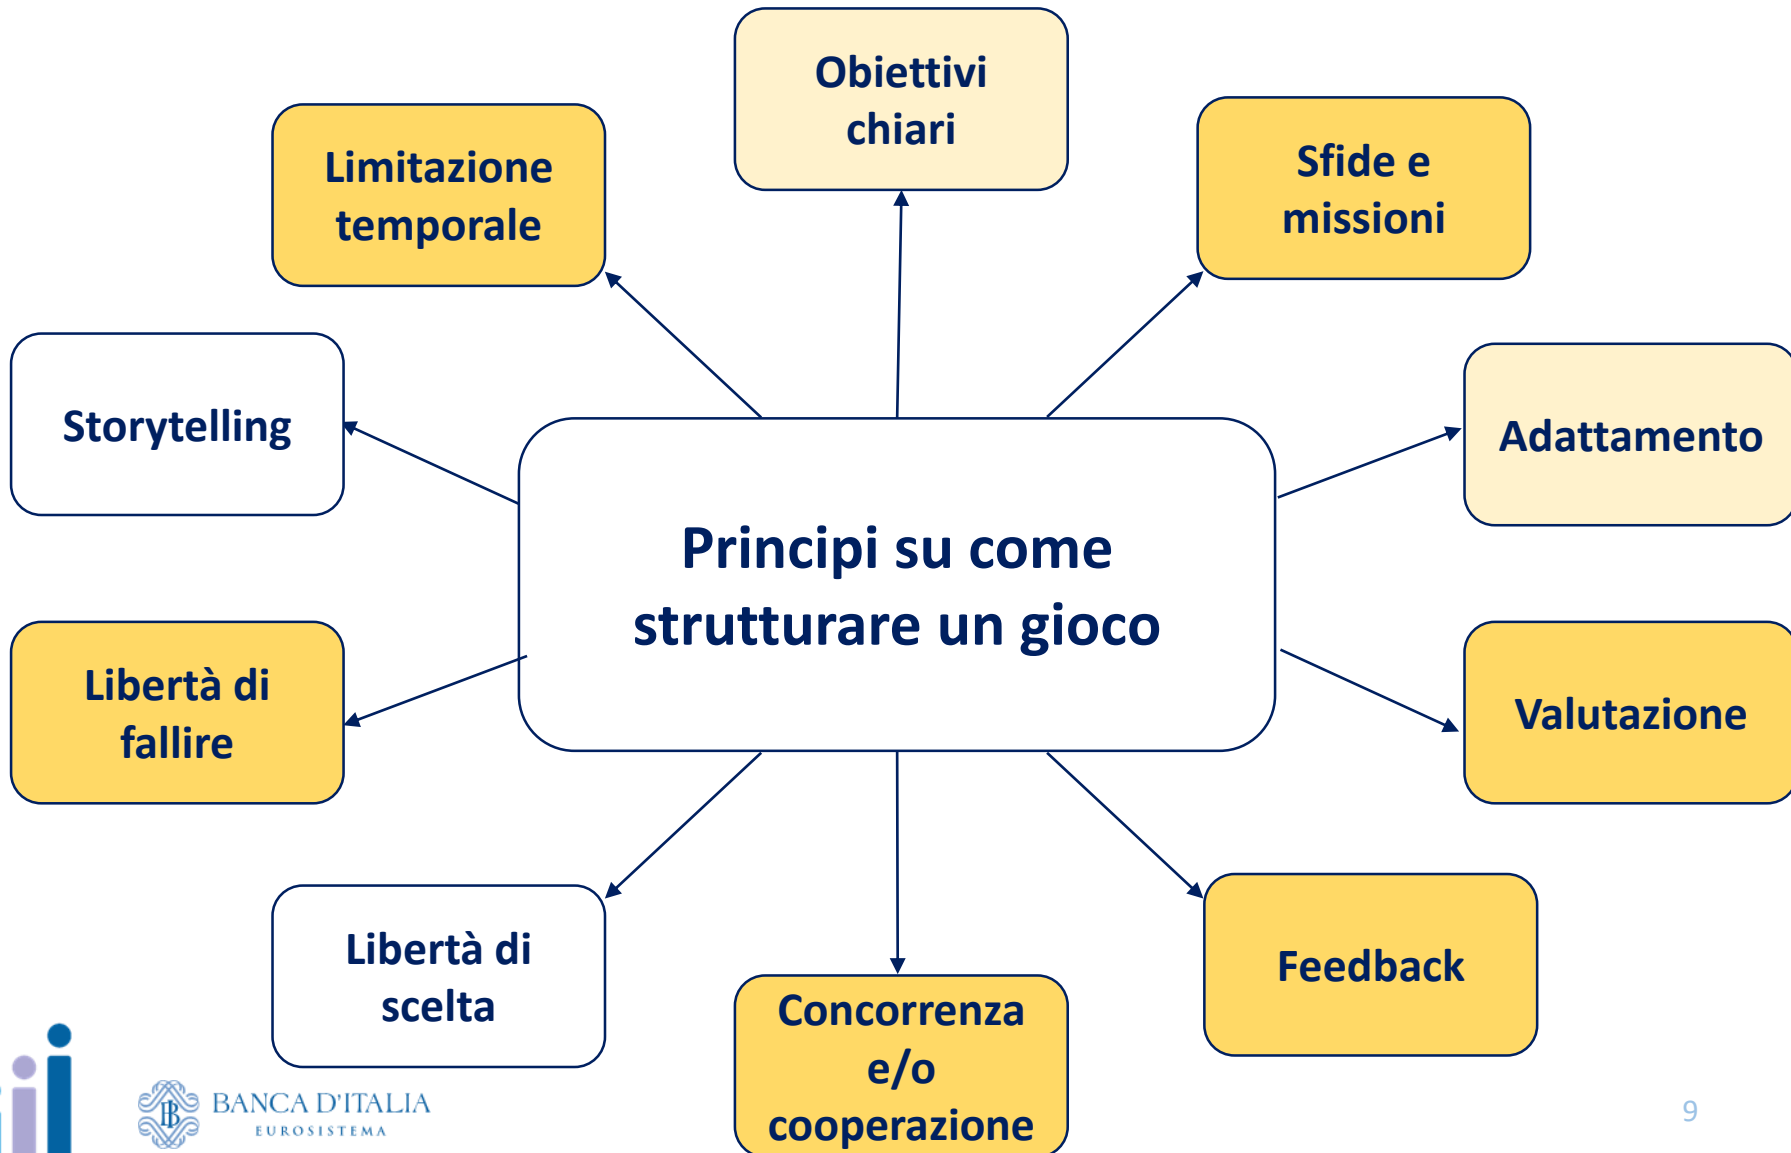 Obiettivi
chiari
Limitazione
temporale
Sfide e
missioni
Storytelling
Adattamento
Principi su come
strutturare un gioco
Libertà di
fallire
Valutazione
Libertà di
scelta
Concorrenza
e/o
cooperazione
Feedback
BANCA D'ITALIA
EUROSISTEMA
9